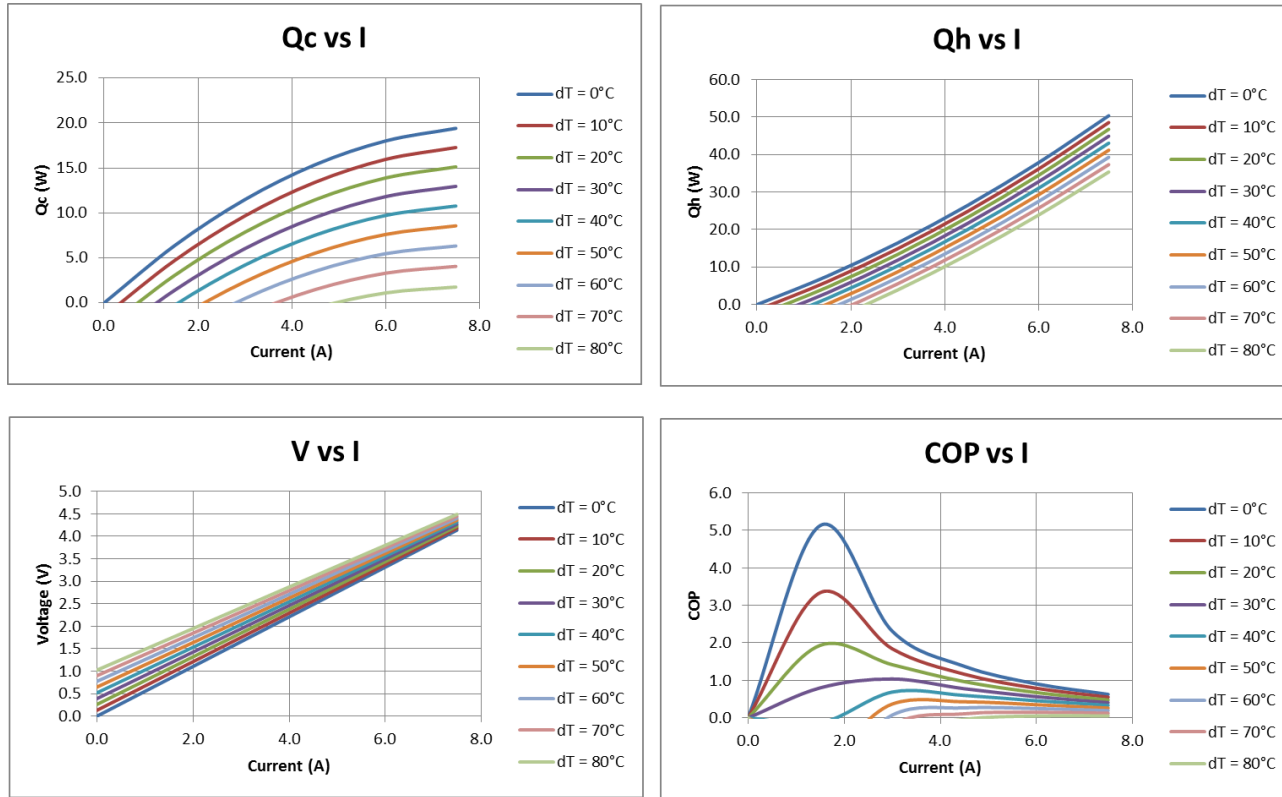 Qc vs I
25.0
20.0
15.0
10.0
5.0
0.0
Qc (W)
0.0 2.0 4.0 6.0 8.0
Current (A)
dT = 0°C
dT = 10°C
dT = 20°C
dT = 30°C
dT = 40°C
dT = 50°C
dT = 60°C
dT = 70°C
dT = 80°C
Qh vs I
60.0
50.0
40.0
30.0
20.0
10.0
0.0
Qh (W)
0.0 2.0 4.0 6.0 8.0
Current (A)
dT = 0°C
dT = 10°C
dT = 20°C
dT = 30°C
dT = 40°C
dT = 50°C
dT = 60°C
dT = 70°C
dT = 80°C
V vs I
5.0
4.5
4.0
3.5
3.0
2.5
2.0
1.5
1.0
0.5
0.0
Voltage (V)
0.0 2.0 4.0 6.0 8.0
Current (A)
dT = 0°C
dT = 10°C
dT = 20°C
dT = 30°C
dT = 40°C
dT = 50°C
dT = 60°C
dT = 70°C
dT = 80°C
COP vs I
6.0
5.0
4.0
3.0
2.0
1.0
0.0
COP
0.0 2.0 4.0 6.0 8.0
Current (A)
dT = 0°C
dT = 10°C
dT = 20°C
dT = 30°C
dT = 40°C
dT = 50°C
dT = 60°C
dT = 70°C
dT = 80°C